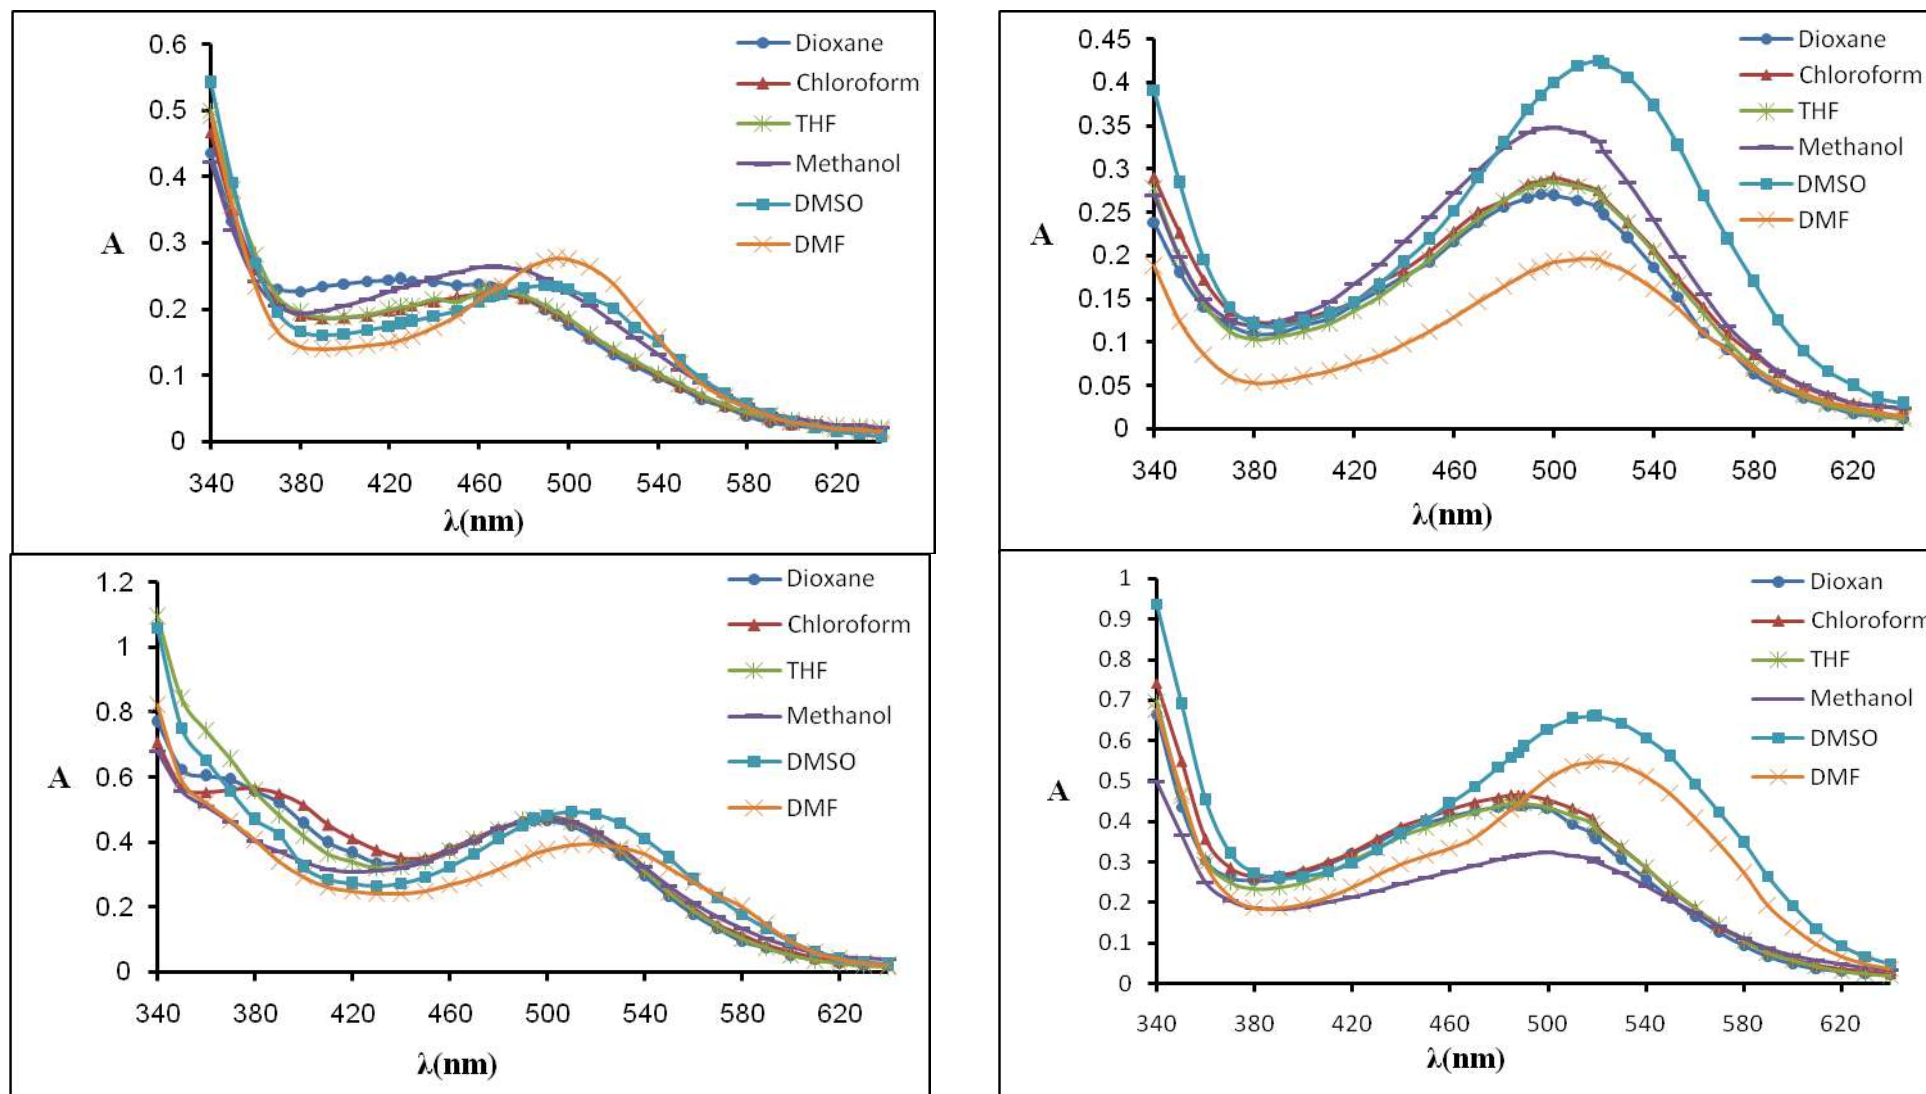 0.6
0.5
0.4
0.3
0.2
0.1
0
A
340 380 420 460 500 540 580 620
λ(nm)
Dioxane
Chloroform
THF
Methanol
DMSO
DMF
0.45
0.4
0.35
0.3
0.25
0.2
0.15
0.1
0.05
0
A
340 380 420 460 500 540 580 620
λ(nm)
Dioxane
Chloroform
THF
Methanol
DMSO
DMF
1.2
1
0.8
0.6
0.4
0.2
0
A
340 380 420 460 500 540 580 620
λ(nm)
Dioxane
Chloroform
THF
Methanol
DMSO
DMF
1
0.9
0.8
0.7
0.6
0.5
0.4
0.3
0.2
0.1
0
A
340 380 420 460 500 540 580 620
λ(nm)
Dioxan
Chloroform
THF
Methanol
DMSO
DMF